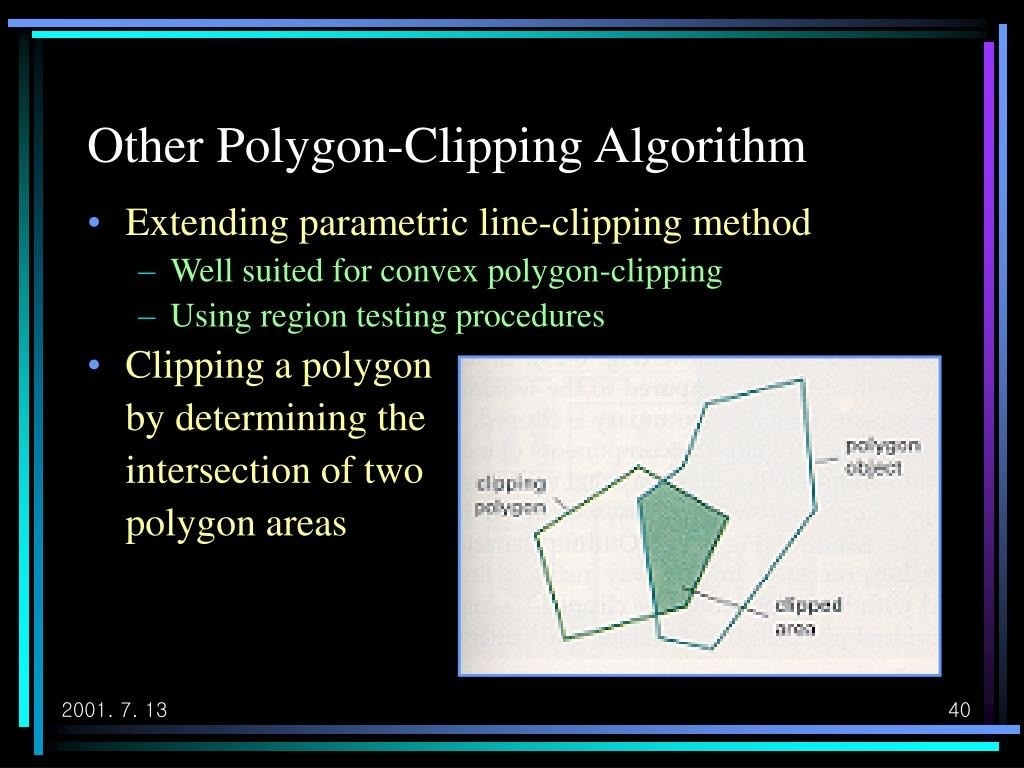 Other Polygon-Clipping Algorithm
• Extending parametric line-clipping method
– Well suited for convex polygon-clipping
– Using region testing procedures
• Clipping a polygon
by determining the
intersection of two
polygon areas
polygon
object
clipping
polygon
clipped
area
2001. 7. 13
40